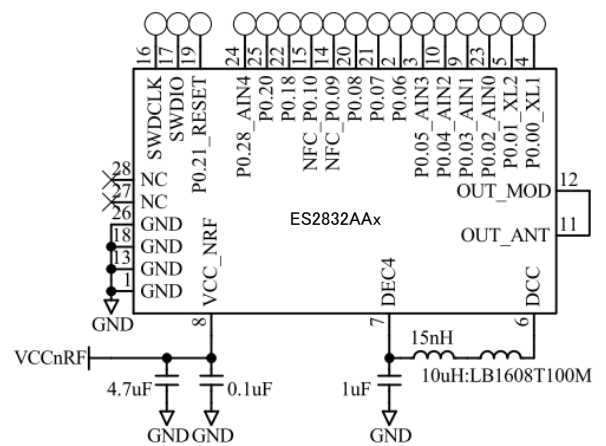 16 17 19 24 25 22 15 14 20 21 2 3 10 9 23 5 4
SWDCLK
SWDIO
P0.21_RESET
P0.28_AIN4
P0.20
P0.18
NFC_P0.10
NFC_P0.09
P0.08
P0.07
P0.06
P0.05_AIN3
P0.04_AIN2
P0.03_AIN1
P0.02_AIN0
P0.01_XL2
P0.00_XL1
28 NC
27 NC
26 GND
18 GND
13 GND
1 GND
GND
OUT_MOD 12
OUT_ANT 11
ES2832AAx
VCC_NRF
DEC4
DCC
8 7 6
VCCnRF
15nH
10uH:LB1608T100M
4.7uF 0.1uF 1uF
GND GND GND